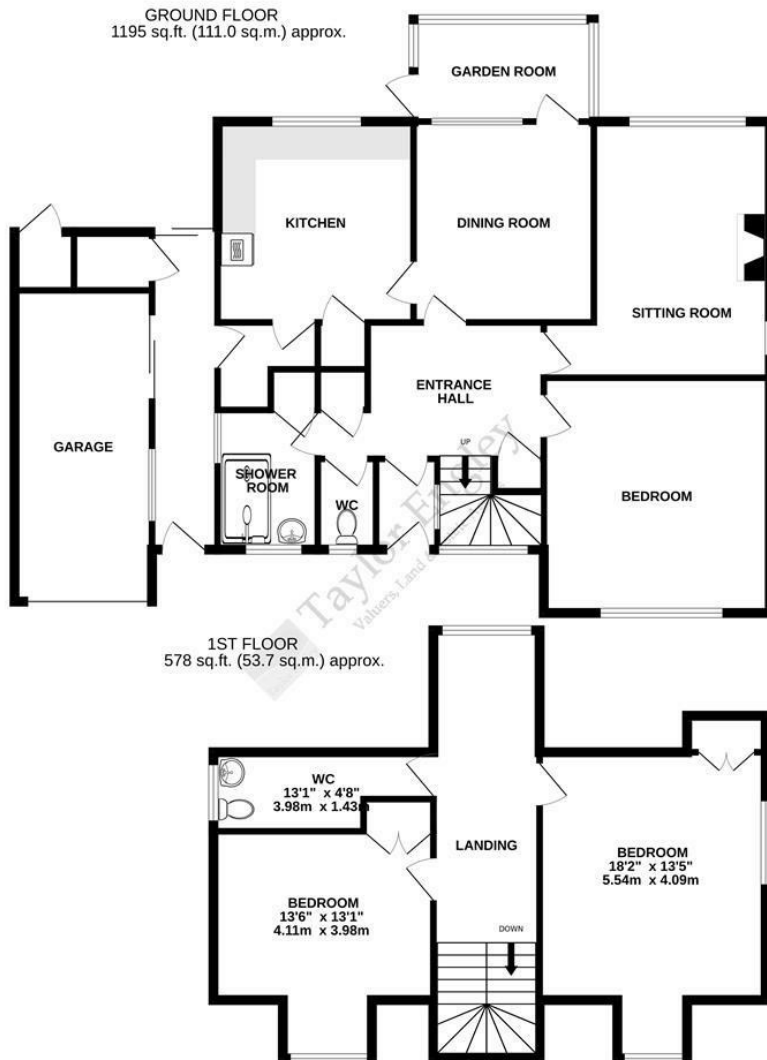 GROUND FLOOR
1195 sq.ft. (111.0 sq.m.) approx.
GARDEN ROOM
KITCHEN
DINING ROOM
SITTING ROOM
ENTRANCE
HALL
GARAGE
UP
SHOWER
ROOM
WC
BEDROOM
Taylor Engley
Valuers, Land
1ST FLOOR
578 sq.ft. (53.7 sq.m.) approx.
WC
13'1" x 4'8"
3.98m x 1.43m
LANDING
BEDROOM
18'2" x 13'5"
5.54m x 4.09m
BEDROOM
13'6" x 13'1"
4.11m x 3.98m
DOWN